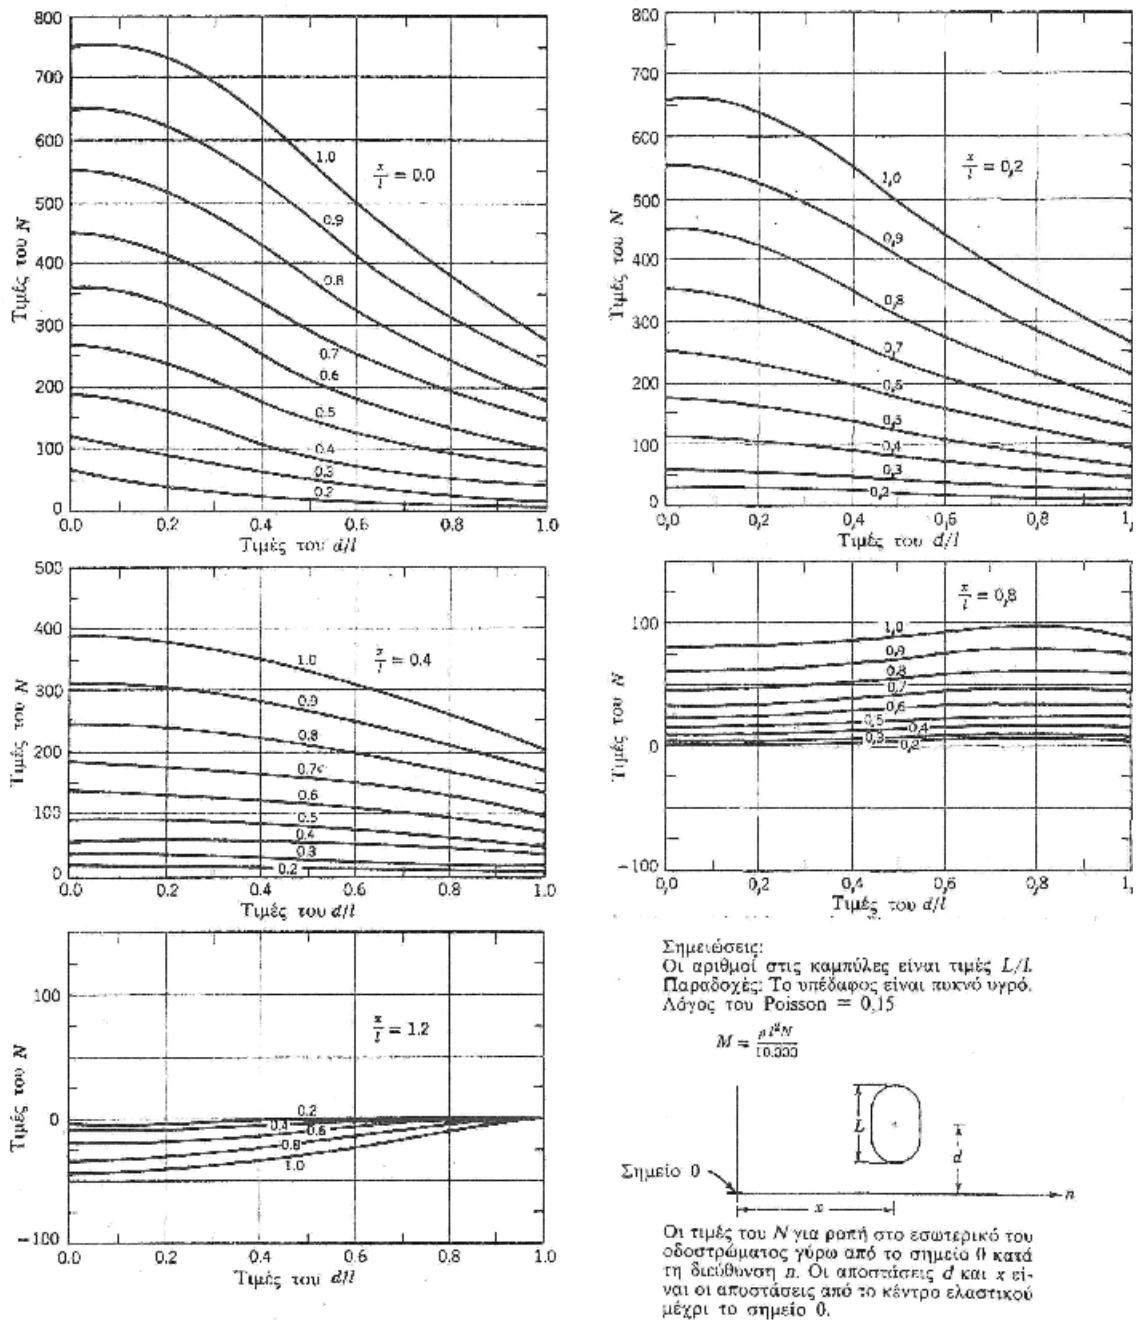 800
700
600
500
400
300
200
100
0
Τιμές του N
1.0
0.9
0.8
0.7
0.6
0.5
0.4
0.3
0.2
x/l = 0.0
0.0 0.2 0.4 0.6 0.8 1.0
Τιμές του d/l
800
700
600
500
400
300
200
100
0
Τιμές του N
1,0
0,9
0,8
0,7
0,6
0,5
0,4
0,3
0,2
x/l = 0,2
0,0 0,2 0,4 0,6 0,8 1,
Τιμές του d/l
500
400
300
200
100
0
Τιμές του N
1.0
0.9
0.8
0.7
0.6
0.5
0.4
0.3
0.2
x/l = 0.4
0.0 0.2 0.4 0.6 0.8 1.0
Τιμές του d/l
100
0
-100
Τιμές του N
1,0
0,9
0,8
0,7
0,6
0,5
0,4
0,3
0,2
x/l = 0,8
0,0 0,2 0,4 0,6 0,8 1,
Τιμές του d/l
100
0
-100
Τιμές του N
0.2
0.4
0.6
0.8
1.0
x/l = 1.2
0.0 0.2 0.4 0.6 0.8 1.0
Τιμές του d/l
Σημειώσεις:
Οι αριθμοί στις καμπύλες είναι τιμές L/l.
Παραδοχές: Το υπέδαφος είναι πυκνό υγρό.
Λόγος του Poisson = 0,15
M =
L
d
Σημείο 0
n
x
Οι τιμές του N για ροπή στο εσωτερικό του
οδοστρώματος γύρω από το σημείο 0 κατά
τη διεύθυνση n. Οι αποστάσεις d και x εί-
ναι οι αποστάσεις από το κέντρο ελαστικού
μέχρι το σημείο 0.